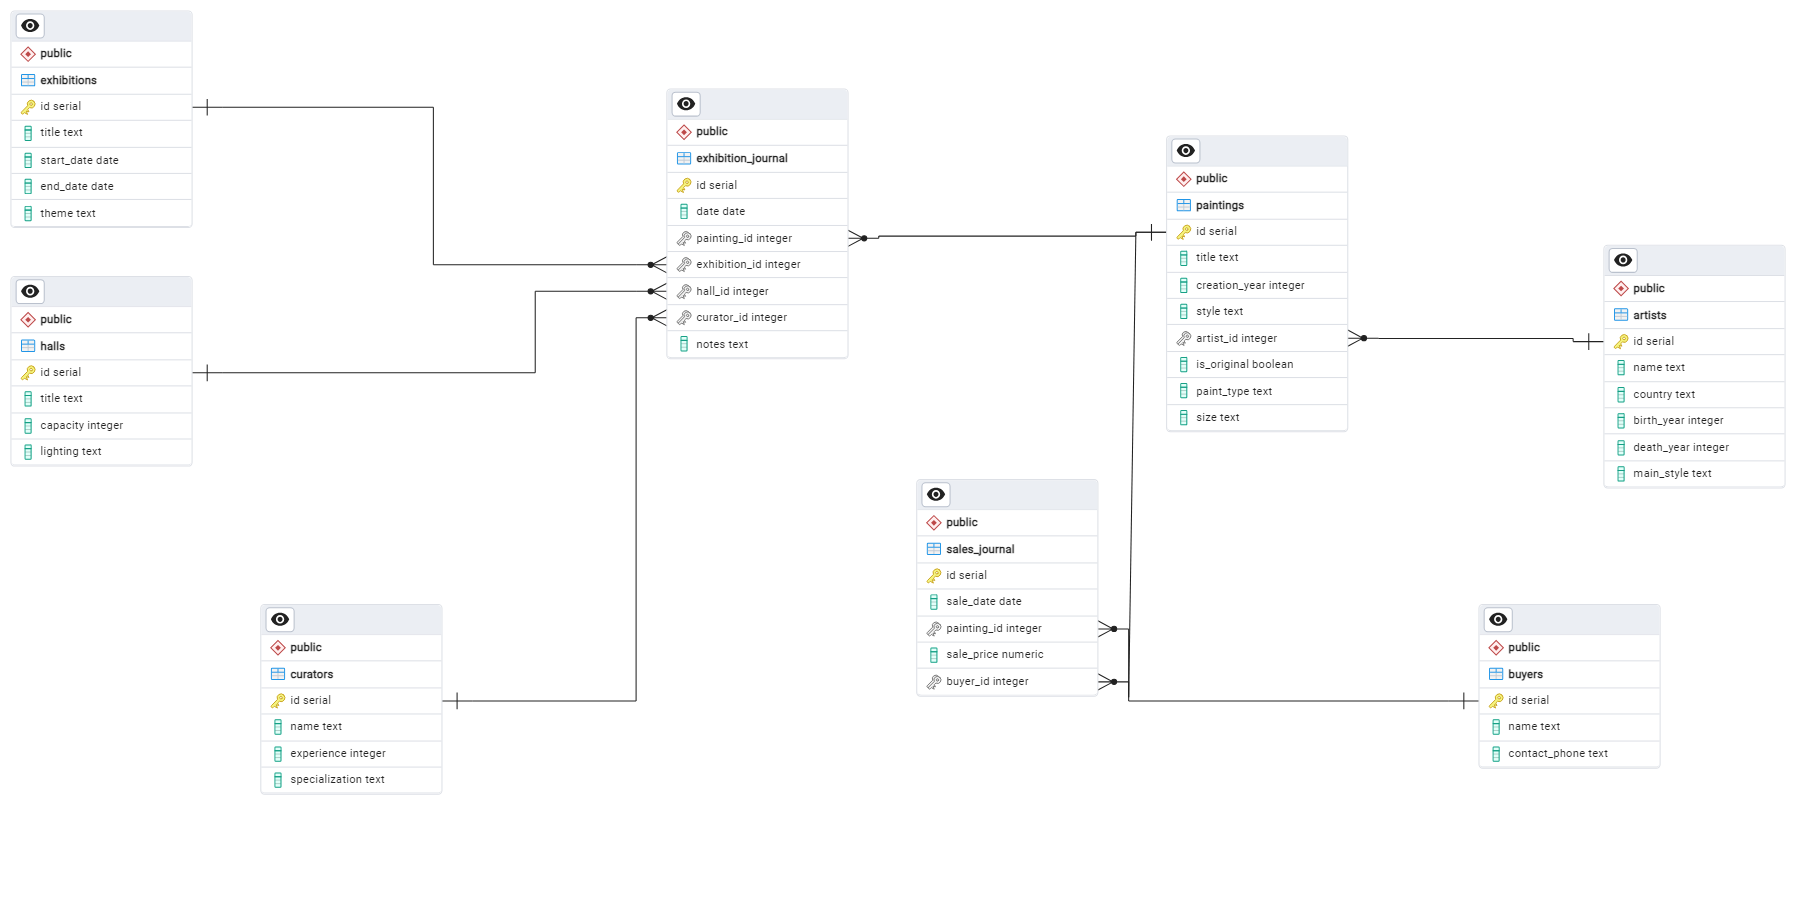 public
exhibitions
id serial
title text
start_date date
end_date date
theme text
public
halls
id serial
title text
capacity integer
lighting text
public
curators
id serial
name text
experience integer
specialization text
public
exhibition_journal
id serial
date date
painting_id integer
exhibition_id integer
hall_id integer
curator_id integer
notes text
public
sales_journal
id serial
sale_date date
painting_id integer
sale_price numeric
buyer_id integer
public
paintings
id serial
title text
creation_year integer
style text
artist_id integer
is_original boolean
paint_type text
size text
public
artists
id serial
name text
country text
birth_year integer
death_year integer
main_style text
public
buyers
id serial
name text
contact_phone text